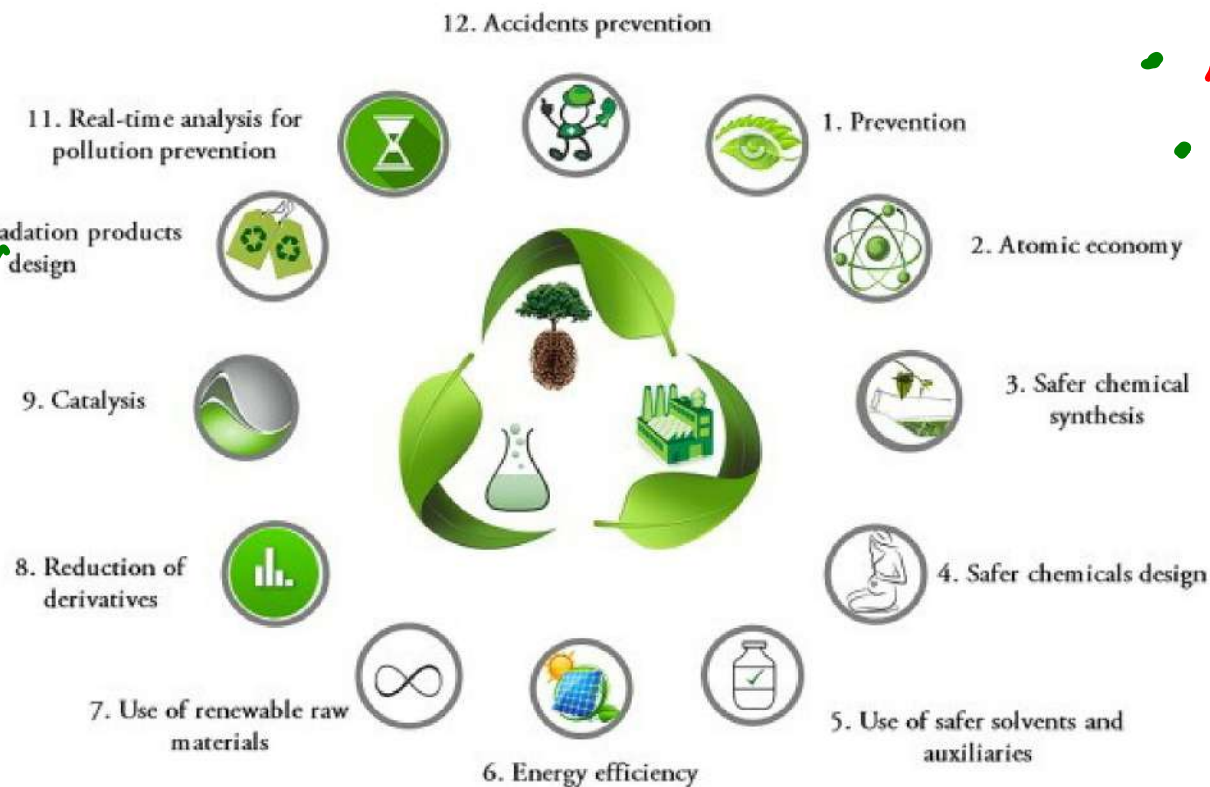 12. Accidents prevention
1. Prevention
2. Atomic economy
3. Safer chemical
synthesis
4. Safer chemicals design
5. Use of safer solvents and
auxiliaries
6. Energy efficiency
7. Use of renewable raw
materials
8. Reduction of
derivatives
9. Catalysis
products
design
11. Real-time analysis for
pollution prevention